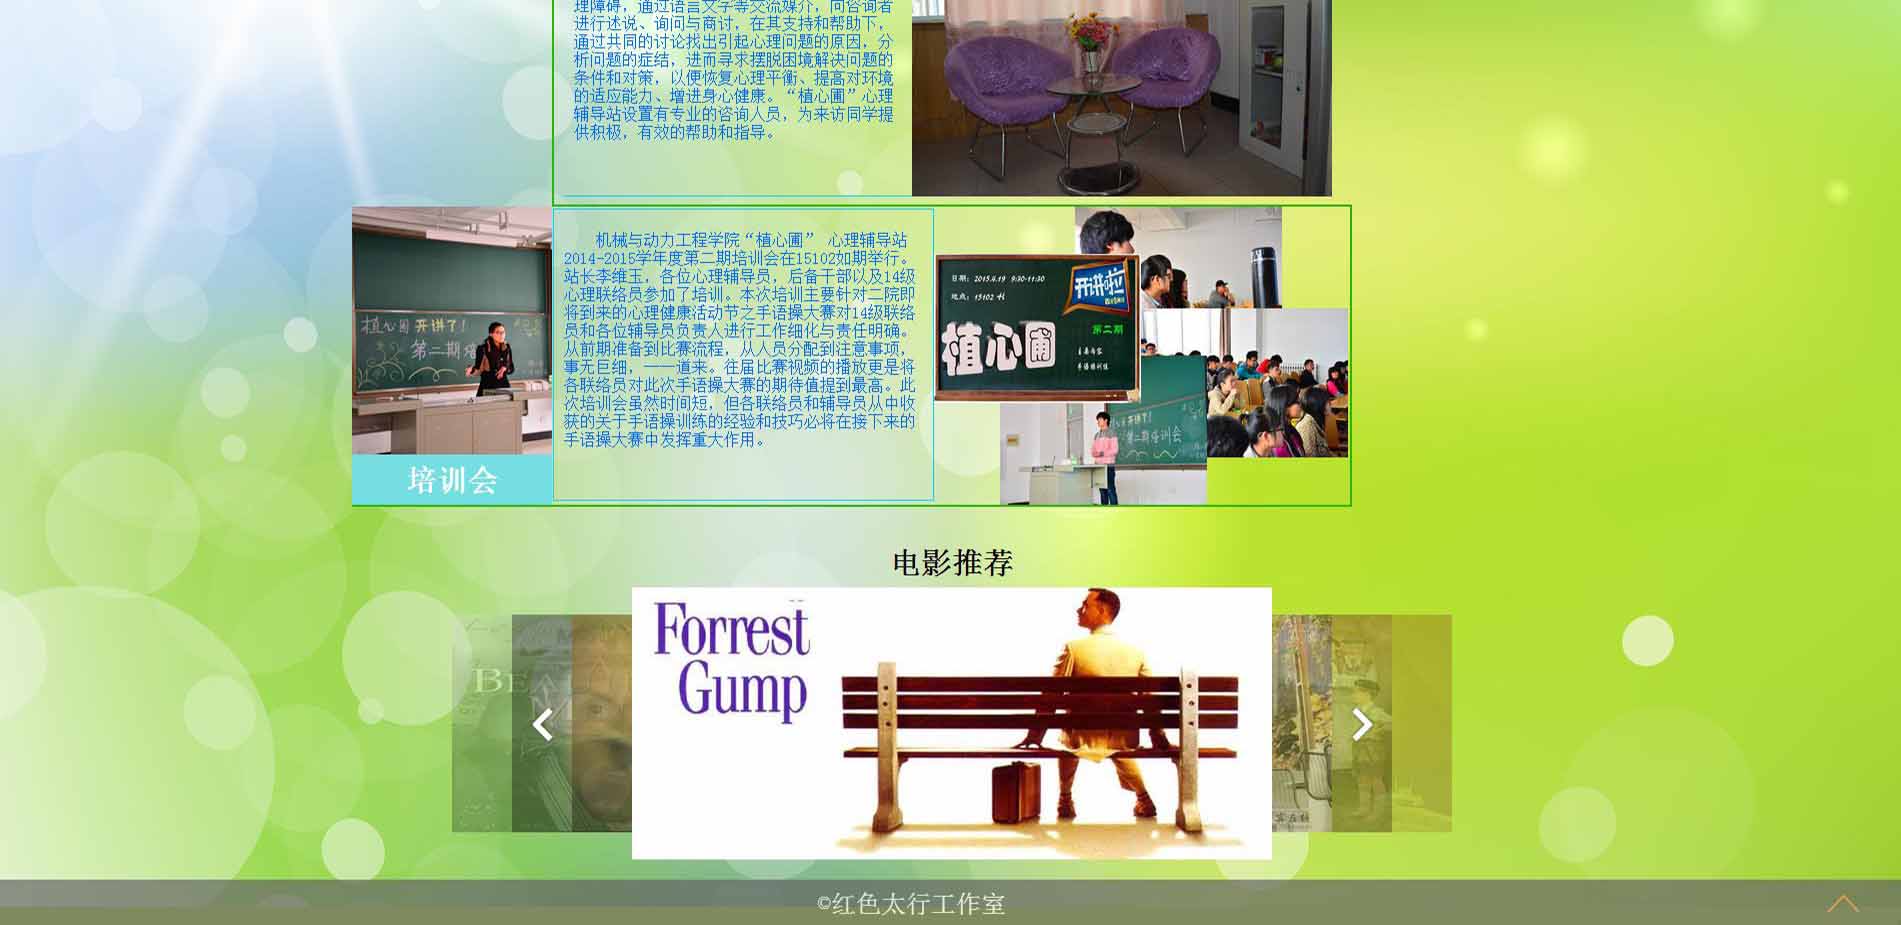 理障碍，通过语言文字等交流媒介，向咨询者
进行述说、询问与商讨，在其支持和帮助下，
通过共同的讨论找出引起心理问题的原因，分
析问题的症结，进而寻求摆脱困境解决问题的
条件和对策，以便恢复心理平衡、提高对环境
的适应能力、增进身心健康。“植心圃”心理
辅导站设置有专业的咨询人员，为来访同学提
供积极，有效的帮助和指导。
植心圃 开讲了！
第二期培
培训会
机械与动力工程学院“植心圃” 心理辅导站
2014-2015学年度第二期培训会在15102如期举行。
站长李维玉，各位心理辅导员，后备干部以及14级
心理联络员参加了培训。本次培训主要针对二院即
将到来的心理健康活动节之手语操大赛对14级联络
员和各位辅导员负责人进行工作细化与责任明确。
从前期准备到比赛流程，从人员分配到注意事项，
事无巨细，一一道来。往届比赛视频的播放更是将
各联络员对此次手语操大赛的期待值提到最高。此
次培训会虽然时间短，但各联络员和辅导员从中收
获的关于手语操训练的经验和技巧必将在接下来的
手语操大赛中发挥重大作用。
日期：2015.4.19 9:30-11:30
地点：15102
开讲啦
第二期
植心圃
第二期培训会
电影推荐
Forrest
Gump
©红色太行工作室